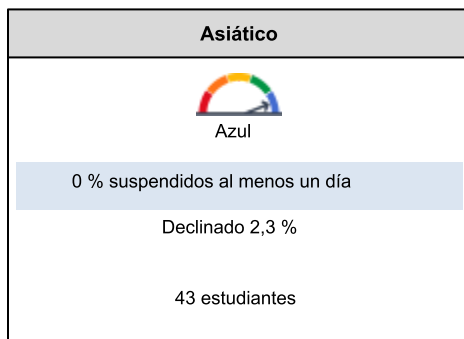 Asiático
Azul
0 % suspendidos al menos un día
Declinado 2,3 %
43 estudiantes